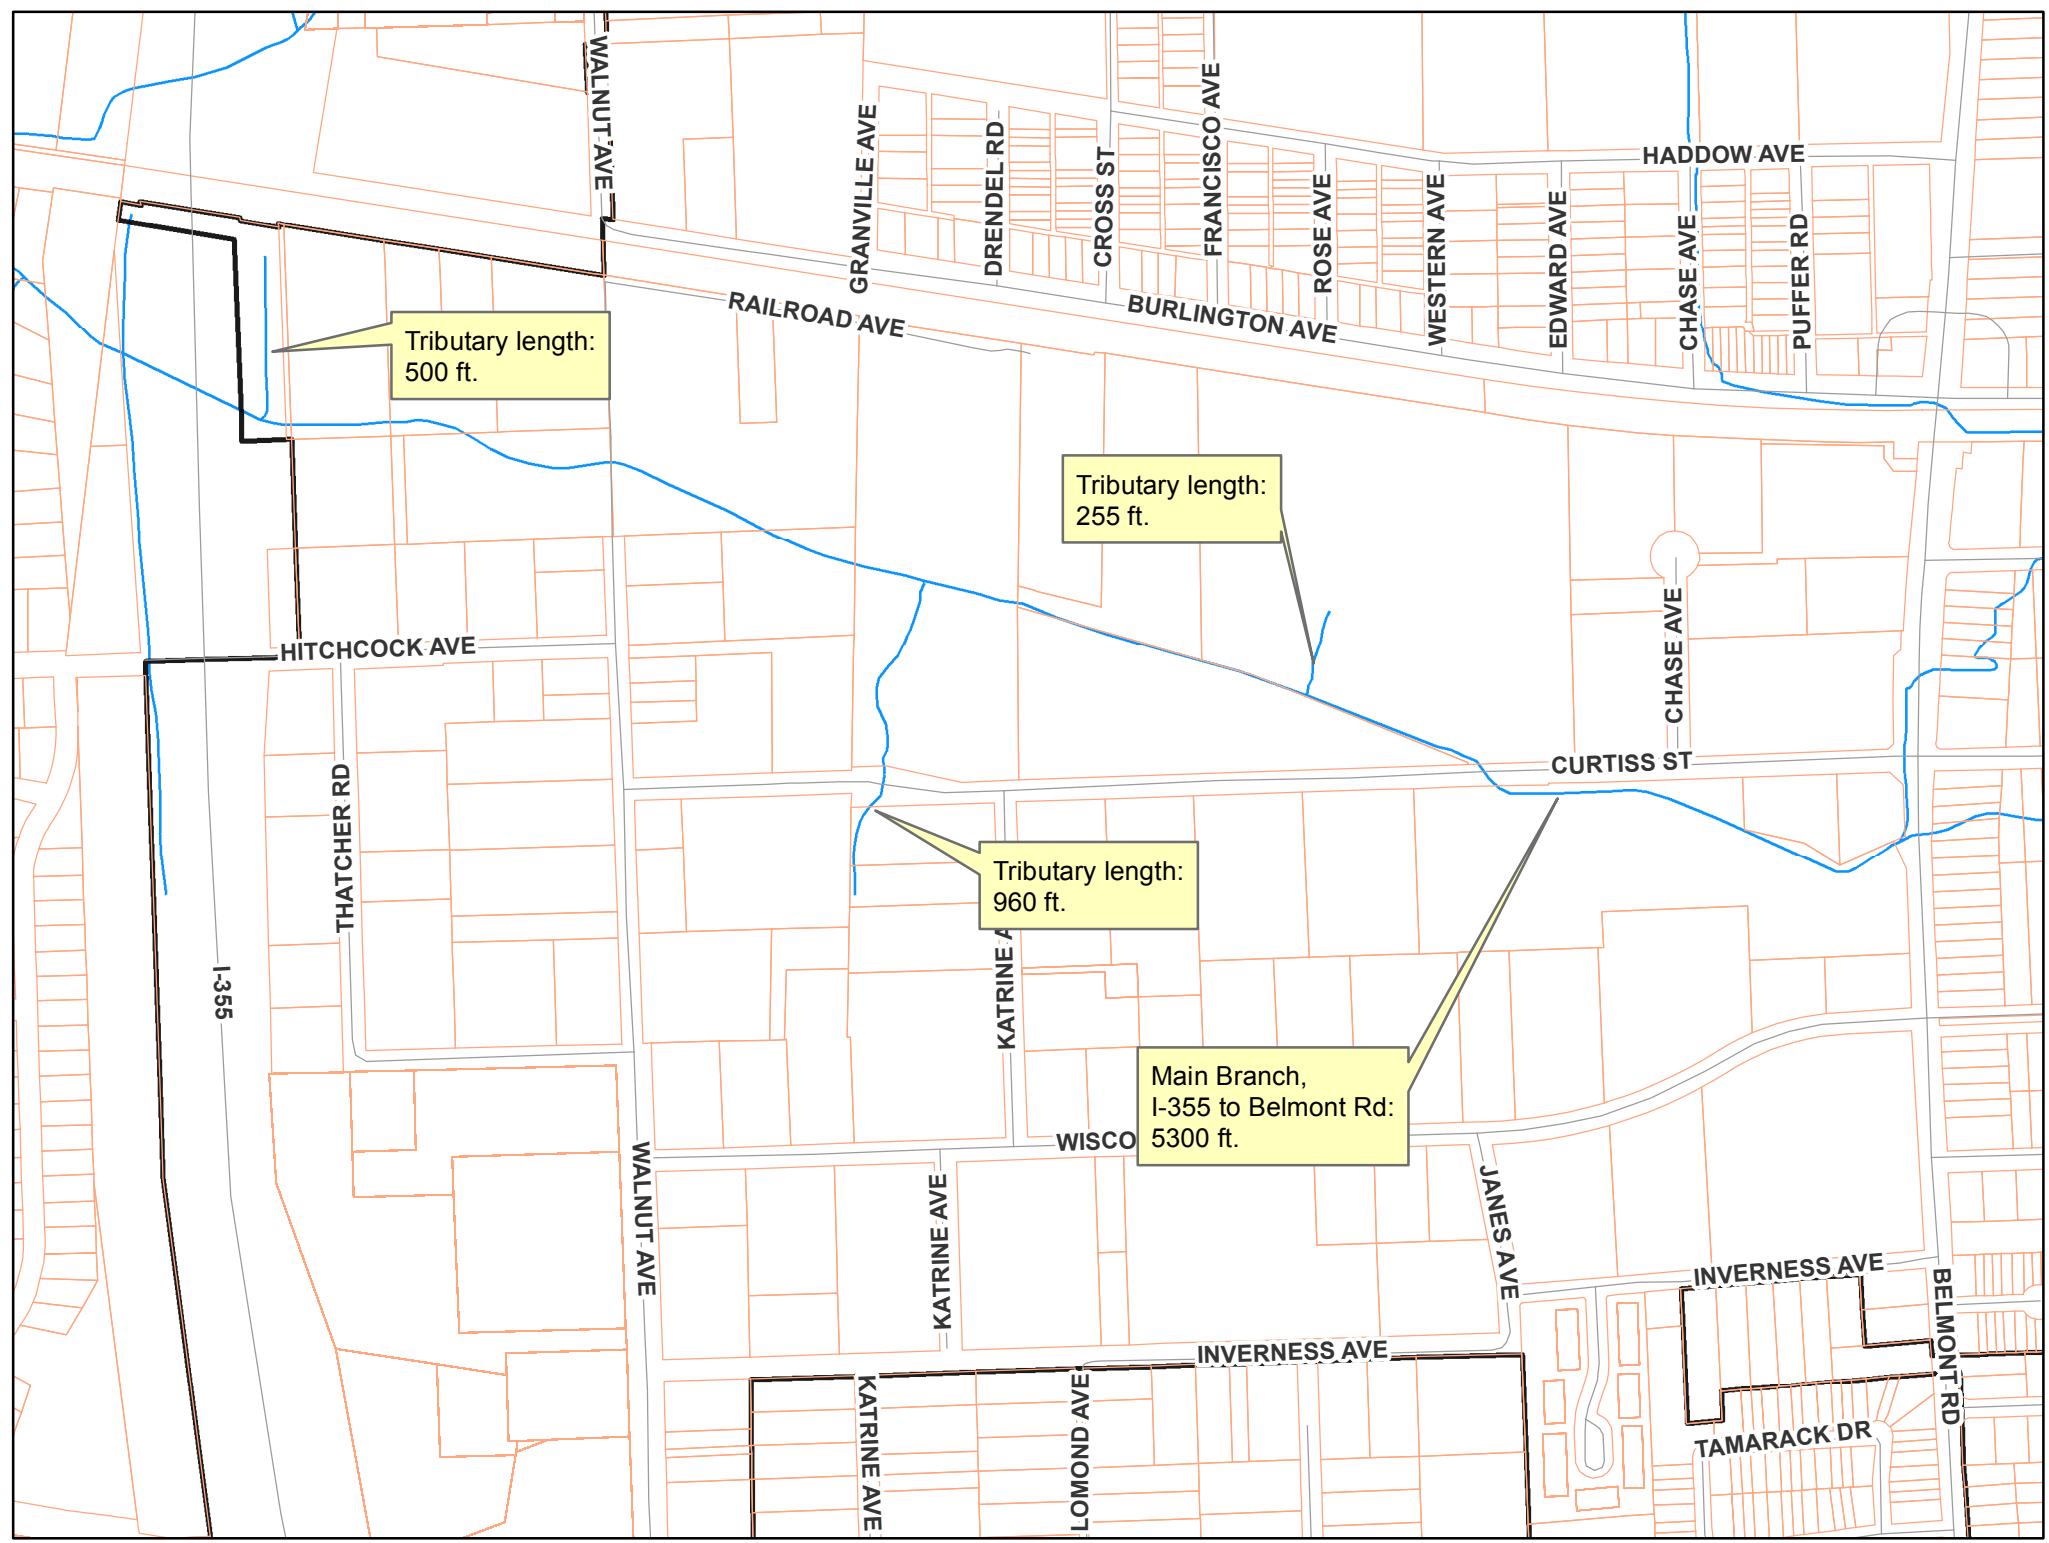 WALNUT AVE
GRANVILLE AVE
DRENDEL RD
CROSS ST
FRANCISCO AVE
ROSE AVE
WESTERN AVE
EDWARD AVE
HADDOW AVE
CHASE AVE
PUFFER RD
RAILROAD AVE
BURLINGTON AVE
Tributary length:
500 ft.
Tributary length:
255 ft.
HITCHCOCK AVE
CHASE AVE
CURTISS ST
THATCHER RD
Tributary length:
960 ft.
I-355
KATRINE A
Main Branch,
I-355 to Belmont Rd:
5300 ft.
WISCO
WALNUT AVE
KATRINE AVE
JANES AVE
INVERNESS AVE
BELMONT RD
INVERNESS AVE
KATRINE AVE
LOMOND AVE
TAMARACK DR